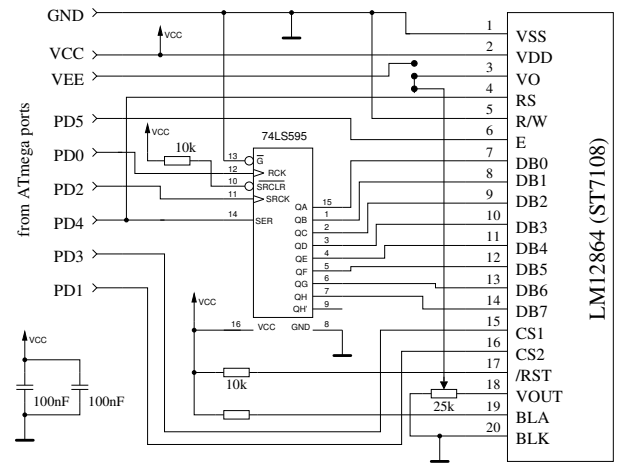 GND
VCC
VEE
PD5
PD0
PD2
PD4
PD3
PD1
from ATmega ports
VCC
VCC
10k
74LS595
13
12
10
11
14
G
RCK
SRCLR
SRCK
SER
QA
QB
QC
QD
QE
QF
QG
QH
QH'
15
1
2
3
4
5
6
7
9
16
VCC
GND
8
VCC
10k
25k
VCC
100nF
100nF
1
VSS
2
VDD
3
VO
4
RS
5
R/W
6
E
7
DB0
8
DB1
9
DB2
10
DB3
11
DB4
12
DB5
13
DB6
14
DB7
15
CS1
16
CS2
17
/RST
18
VOUT
19
BLA
20
BLK
LM12864 (ST7108)